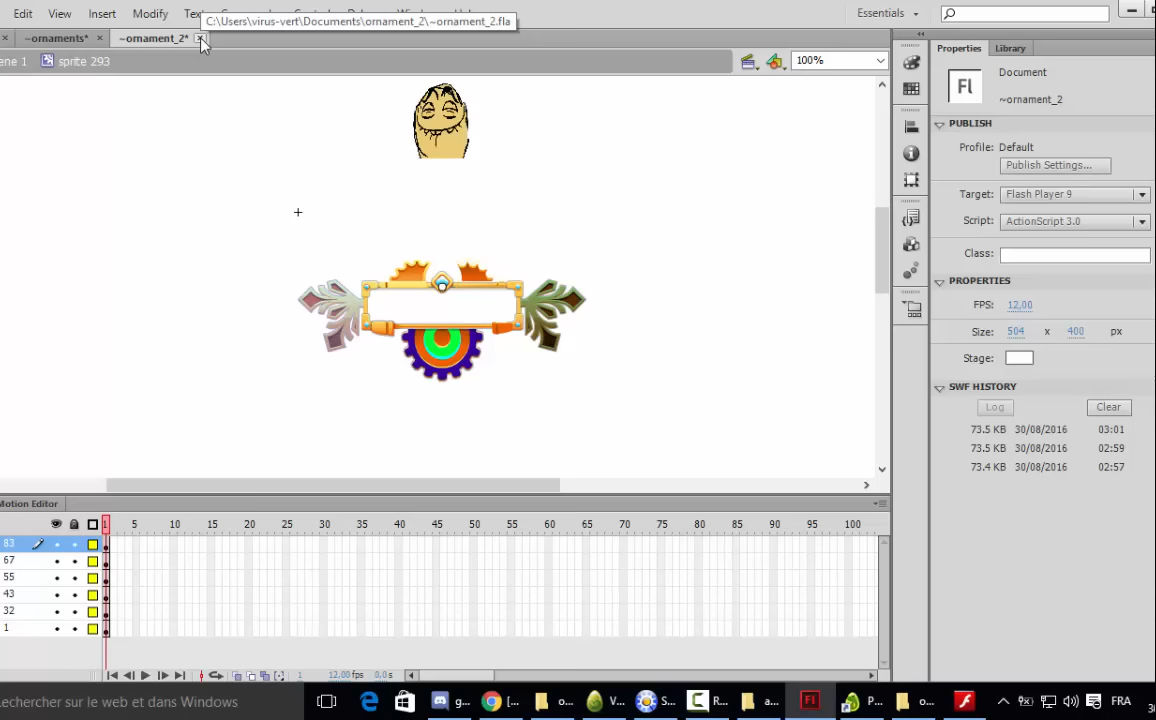 Edit View Insert Modify
C:\Users\virus-vert\Documents\ornament_2\~ornament_2.fla
Essentials
~ornaments* × ~ornament_2* ×
ene 1 sprite 293
100%
Properties Library
Fl
Document
~ornament_2
PUBLISH
Profile: Default
Publish Settings...
Target: Flash Player 9
Script: ActionScript 3.0
Class:
PROPERTIES
FPS: 12,00
Size: 504 x 400 px
Stage:
SWF HISTORY
Log Clear
73.5 KB 30/08/2016 03:01
73.5 KB 30/08/2016 02:59
73.4 KB 30/08/2016 02:57
Motion Editor
1 5 10 15 20 25 30 35 40 45 50 55 60 65 70 75 80 85 90 95 100
83
67
55
43
32
1
1 12,00 fps 0,0 s
Rechercher sur le web et dans Windows
g... [... o... V... S... R... a... Fl P... o...
FRA
30